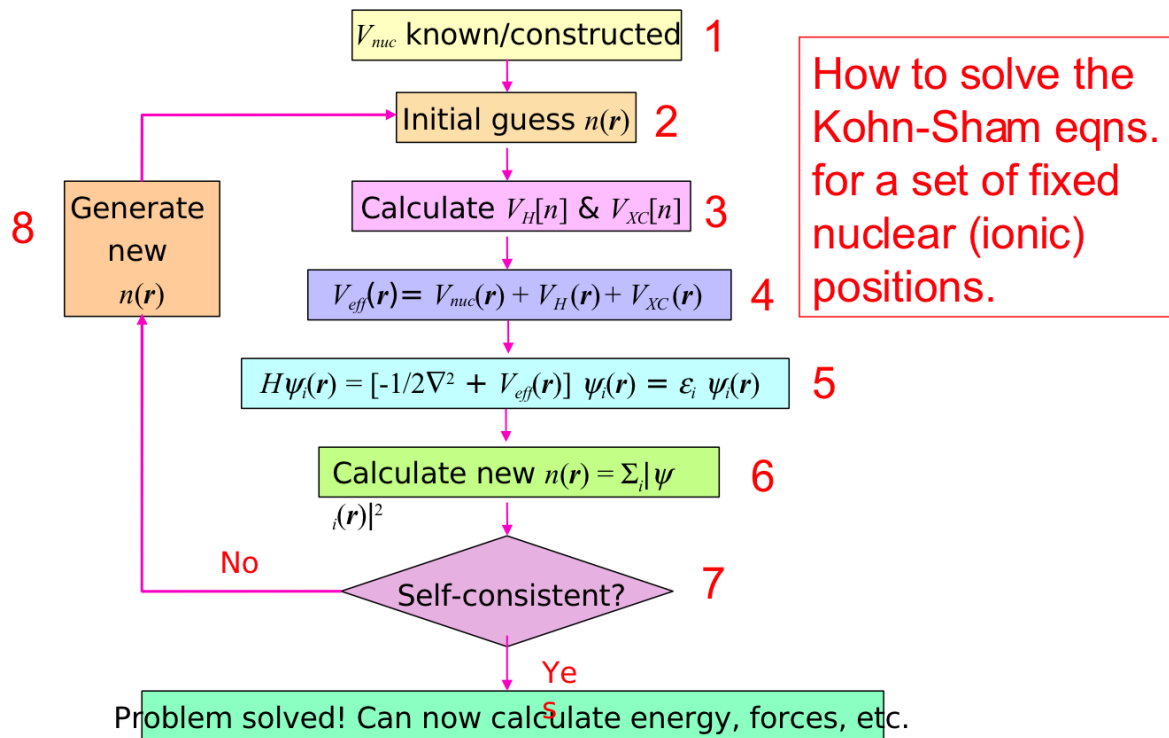 V_nuc known/constructed 1
How to solve the
Kohn-Sham eqns.
for a set of fixed
nuclear (ionic)
positions.
Initial guess n(r) 2
Calculate V_H[n] & V_XC[n] 3
8 Generate
new
n(r)
V_eff(r)= V_nuc(r) + V_H(r) + V_XC(r) 4
Hψ_i(r) = [-1/2∇² + V_eff(r)] ψ_i(r) = ε_i ψ_i(r) 5
Calculate new n(r) = Σ_i|ψ
_i(r)|² 6
No
Self-consistent? 7
Ye
s
Problem solved! Can now calculate energy, forces, etc.